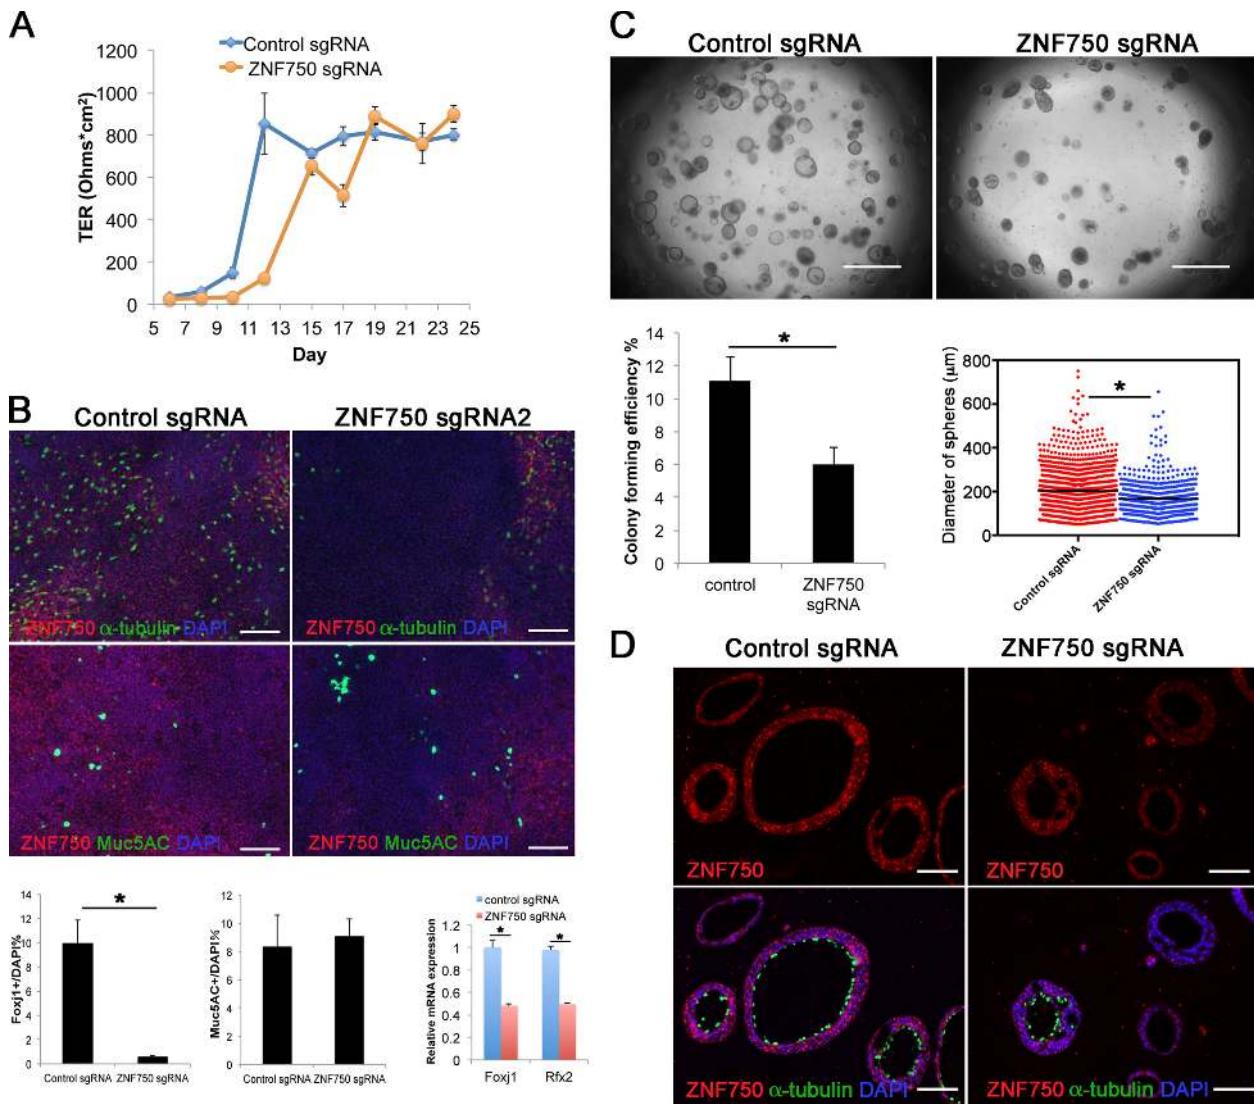 A
Control sgRNA
ZNF750 sgRNA
TER (Ohms*cm²)
1200
1000
800
600
400
200
0
5 7 9 11 13 15 17 19 21 23 25
Day
B
Control sgRNA
ZNF750 sgRNA2
ZNF750 α-tubulin DAPI
ZNF750 α-tubulin DAPI
ZNF750 Muc5AC DAPI
ZNF750 Muc5AC DAPI
Foxj1+/DAPI%
14
12
10
8
6
4
2
0
*
Control sgRNA
ZNF750 sgRNA
Muc5AC+/DAPI%
12
10
8
6
4
2
0
Control sgRNA
ZNF750 sgRNA
control sgRNA
ZNF750 sgRNA
Relative mRNA expression
1.2
1
0.8
0.6
0.4
0.2
0
*
*
Foxj1
Rfx2
C
Control sgRNA
ZNF750 sgRNA
Colony forming efficiency %
14
12
10
8
6
4
2
0
*
control
ZNF750
sgRNA
Diameter of spheres (μm)
800
600
400
200
0
*
Control sgRNA
ZNF750 sgRNA
D
Control sgRNA
ZNF750 sgRNA
ZNF750
ZNF750
ZNF750 α-tubulin DAPI
ZNF750 α-tubulin DAPI